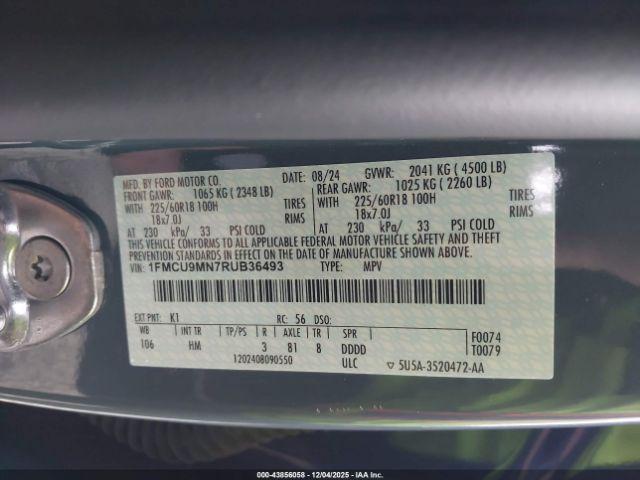 MFD. BY FORD MOTOR CO. DATE: 08/24 GVWR: 2041 KG ( 4500 LB)
FRONT GAWR: 1065 KG ( 2348 LB) REAR GAWR: 1025 KG ( 2260 LB)
WITH 225/60R18 100H TIRES WITH 225/60R18 100H TIRES
18x7.0J RIMS 18x7.0J RIMS
AT 230 kPa/ 33 PSI COLD AT 230 kPa/ 33 PSI COLD
THIS VEHICLE CONFORMS TO ALL APPLICABLE FEDERAL MOTOR VEHICLE SAFETY AND THEFT
PREVENTION STANDARDS IN EFFECT ON THE DATE OF MANUFACTURE SHOWN ABOVE.
VIN: 1FMCU9MN7RUB36493 TYPE: MPV
EXT PNT: K1 RC: 56 DSO:
WB INT TR TP/PS R AXLE TR SPR F0074
106 HM 3 81 8 DDDD T0079
1202408090550 ULC ▽ 5U5A-3520472-AA
000-43856058 - 12/04/2025 - IAA Inc.